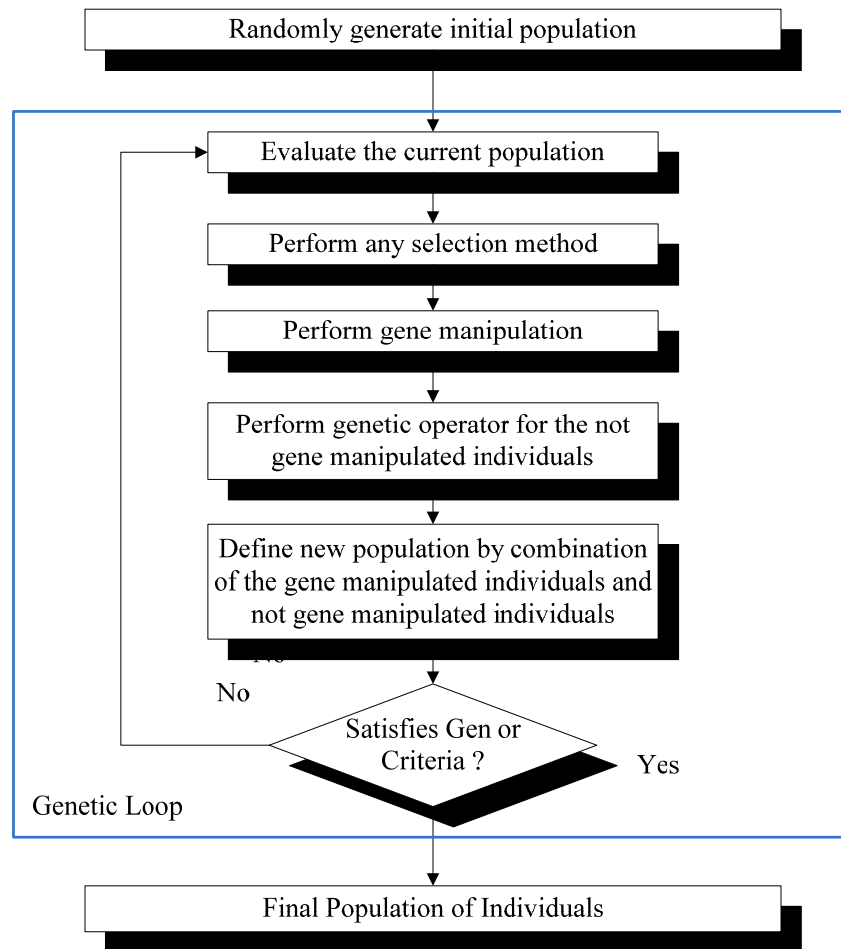 Randomly generate initial population
Evaluate the current population
Perform any selection method
Perform gene manipulation
Perform genetic operator for the not
gene manipulated individuals
Define new population by combination
of the gene manipulated individuals and
not gene manipulated individuals
No
No
Satisfies Gen or
Criteria ?
Yes
Genetic Loop
Final Population of Individuals